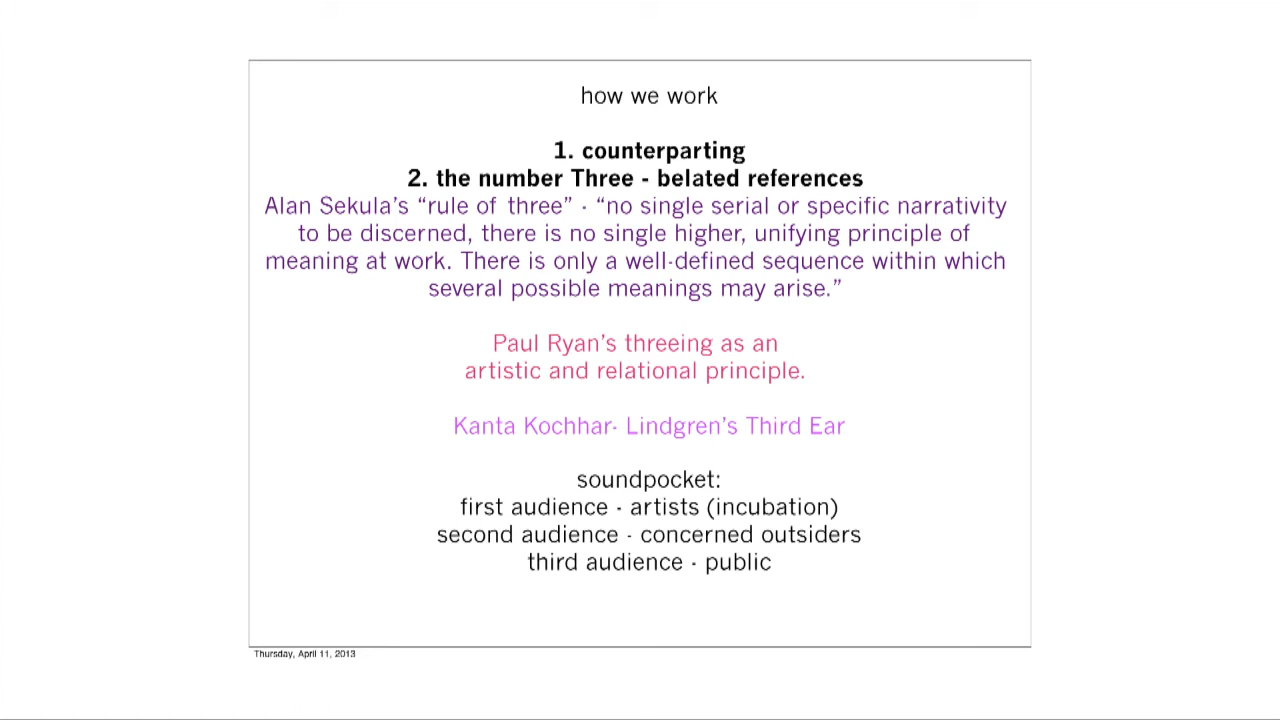 how we work
1. counterparting
2. the number Three - belated references
Alan Sekula's “rule of three” - “no single serial or specific narrativity
to be discerned, there is no single higher, unifying principle of
meaning at work. There is only a well-defined sequence within which
several possible meanings may arise.”
Paul Ryan's threeing as an
artistic and relational principle.
Kanta Kochhar- Lindgren's Third Ear
soundpocket:
first audience - artists (incubation)
second audience - concerned outsiders
third audience - public
Thursday, April 11, 2013